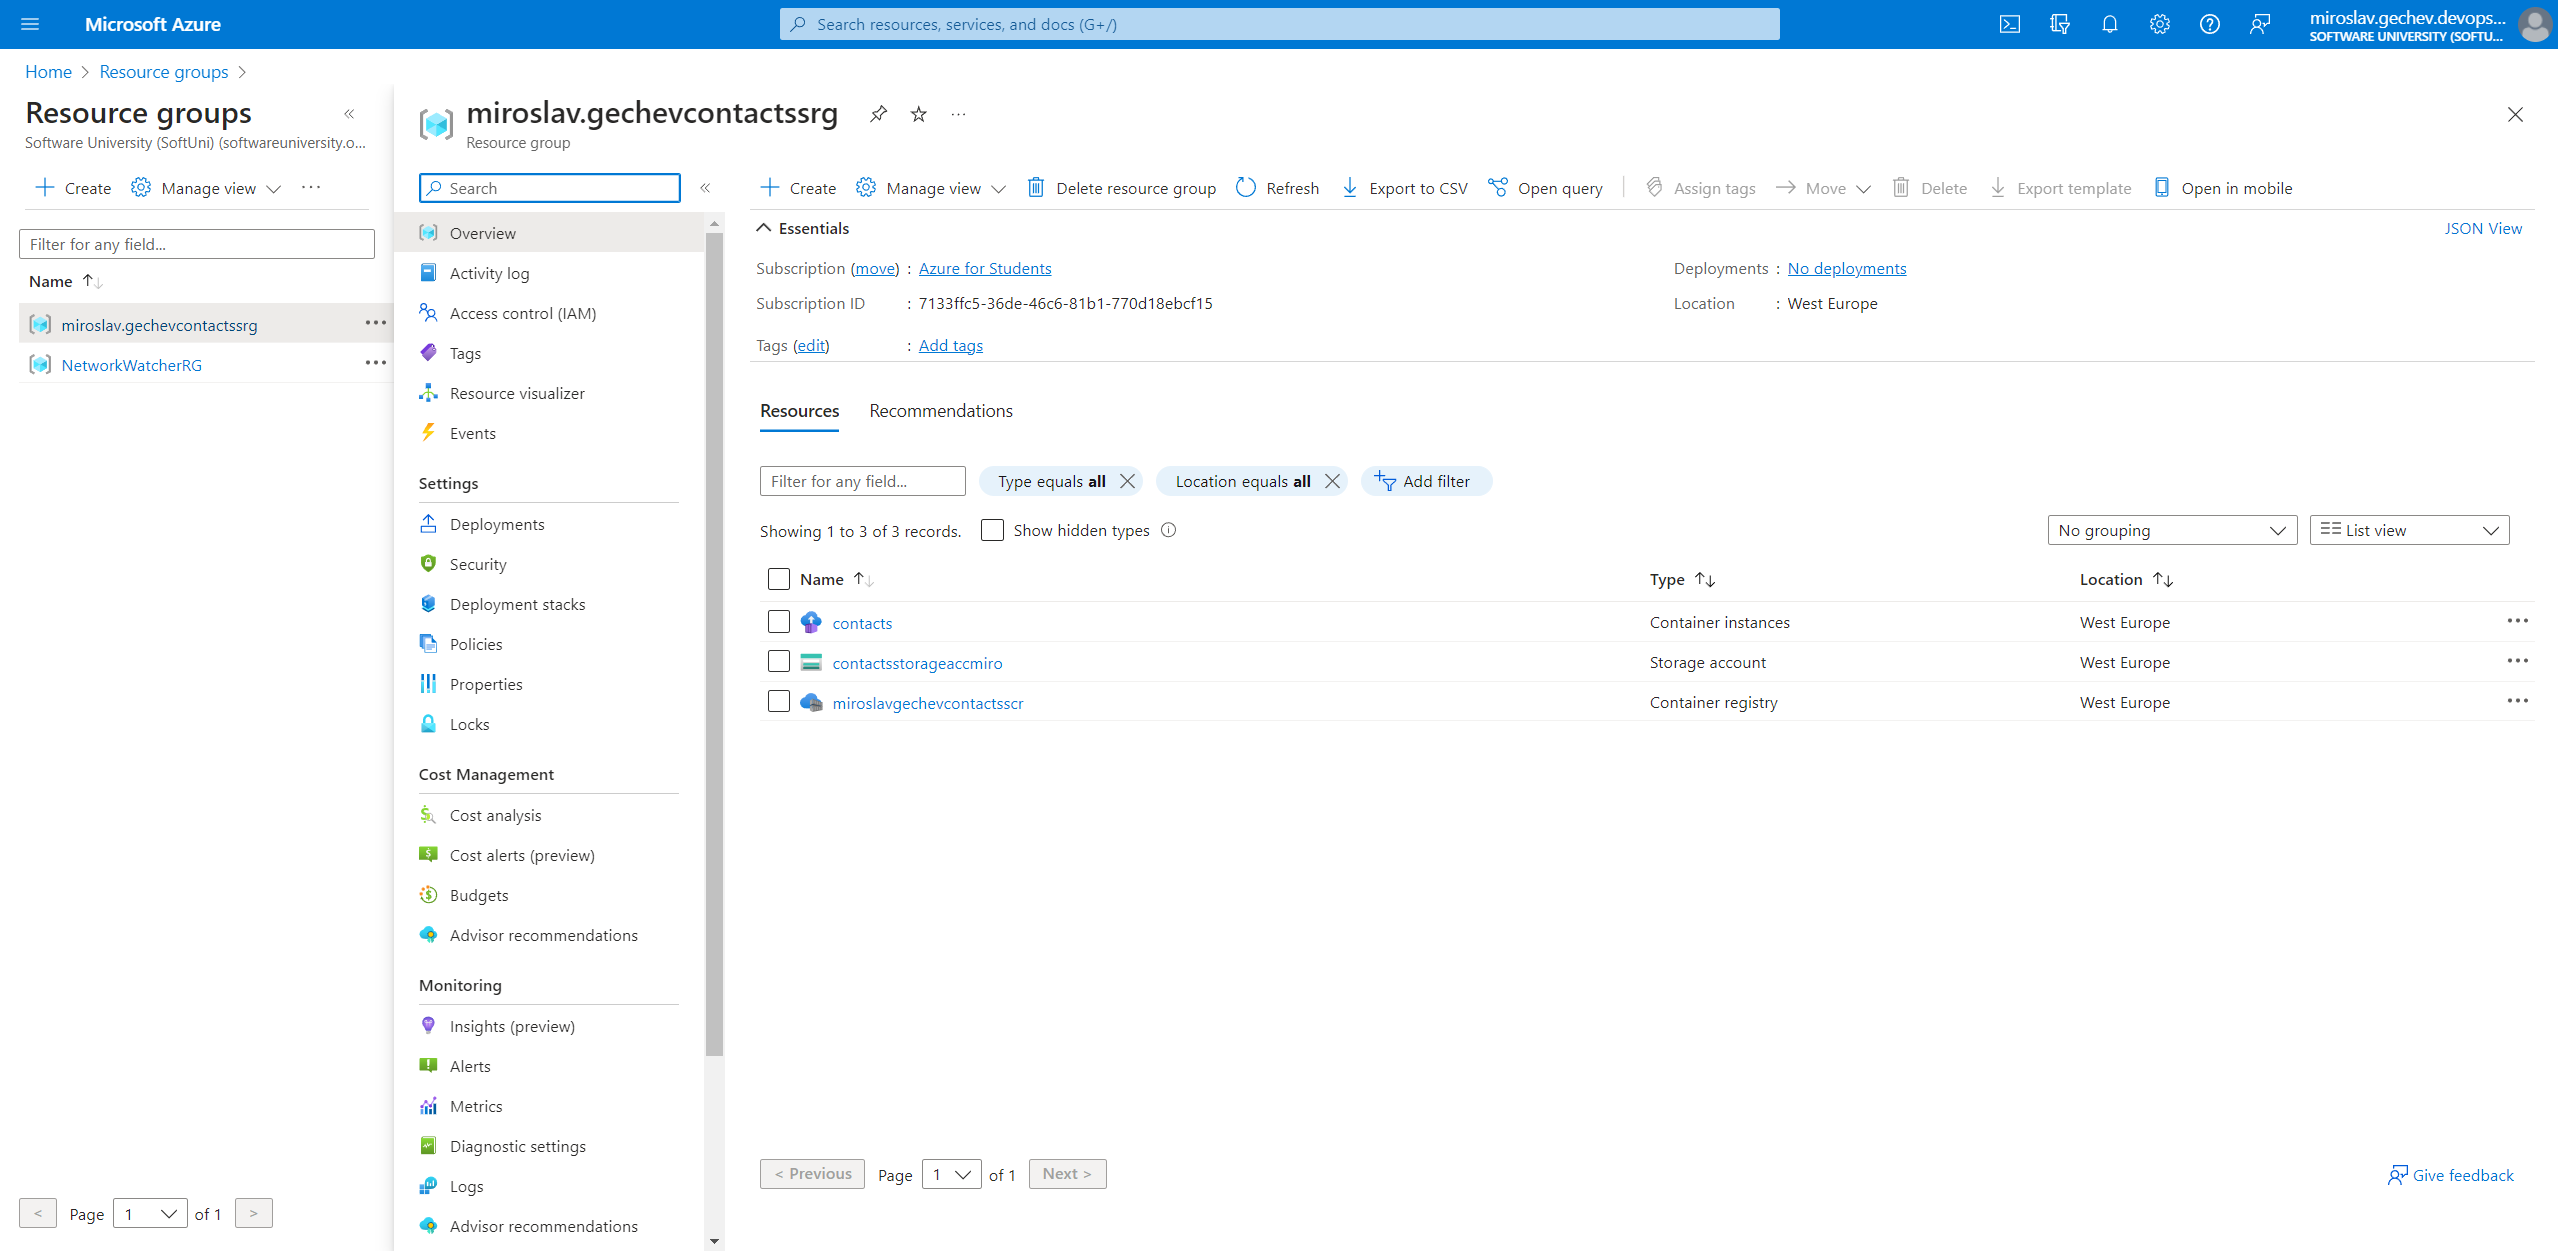 Microsoft Azure
Search resources, services, and docs (G+/)
miroslav.gechev.devops...
SOFTWARE UNIVERSITY (SOFTU...
Home > Resource groups >
Resource groups
Software University (SoftUni) (softwareuniversity.o...
Create Manage view ...
Filter for any field...
Name
miroslav.gechevcontactssrg
NetworkWatcherRG
< Page 1 of 1 >
miroslav.gechevcontactssrg
Resource group
Search
Overview
Activity log
Access control (IAM)
Tags
Resource visualizer
Events
Settings
Deployments
Security
Deployment stacks
Policies
Properties
Locks
Cost Management
Cost analysis
Cost alerts (preview)
Budgets
Advisor recommendations
Monitoring
Insights (preview)
Alerts
Metrics
Diagnostic settings
Logs
Advisor recommendations
Create Manage view Delete resource group Refresh Export to CSV Open query Assign tags Move Delete Export template Open in mobile
Essentials
JSON View
Subscription (move) : Azure for Students
Subscription ID : 7133ffc5-36de-46c6-81b1-770d18ebcf15
Tags (edit) : Add tags
Deployments : No deployments
Location : West Europe
Resources Recommendations
Filter for any field... Type equals all Location equals all Add filter
Showing 1 to 3 of 3 records. Show hidden types No grouping List view
Name Type Location
contacts Container instances West Europe
contactsstorageaccmiro Storage account West Europe
miroslavgechevcontactsscr Container registry West Europe
< Previous Page 1 of 1 Next >
Give feedback